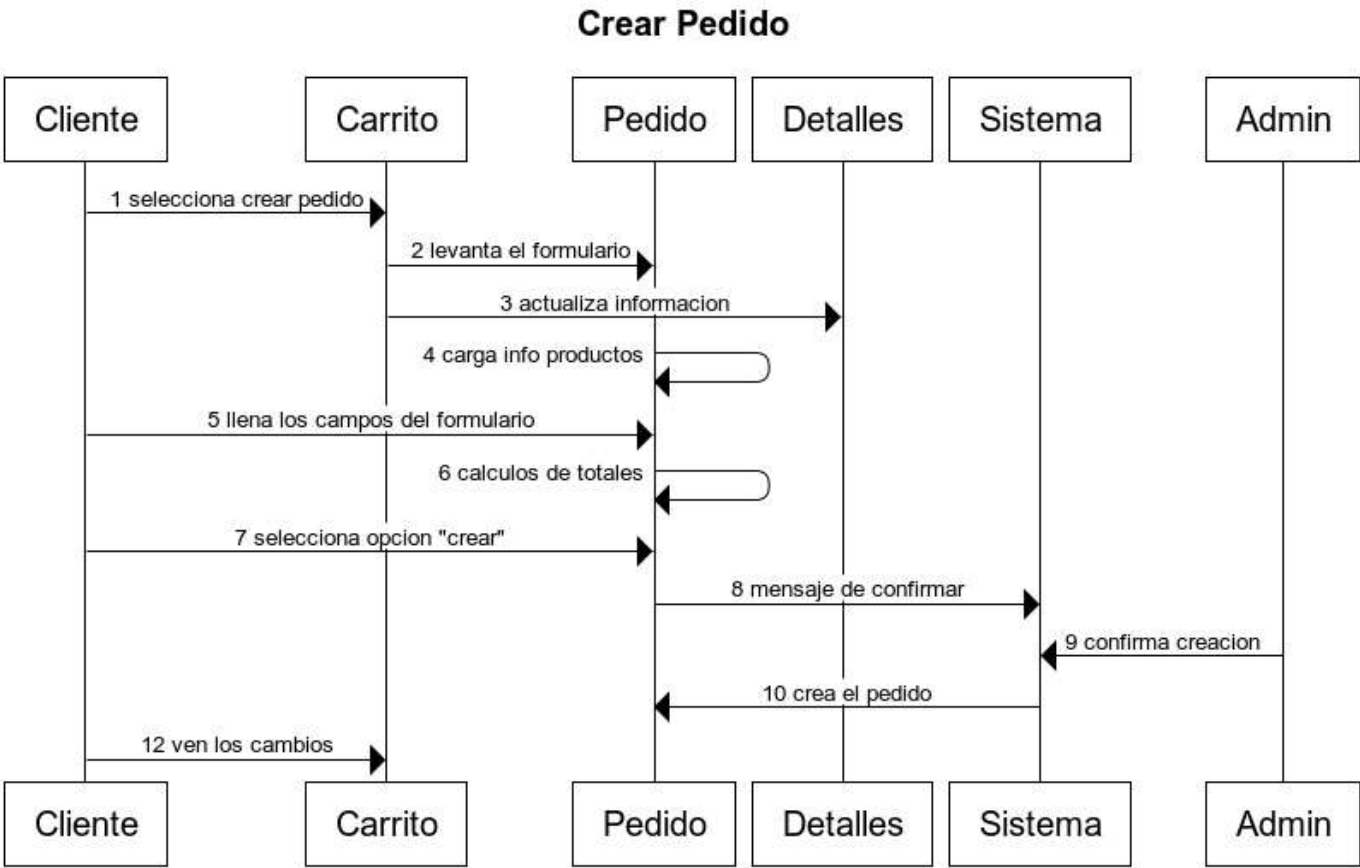 Crear Pedido
Cliente
Carrito
Pedido
Detalles
Sistema
Admin
1 selecciona crear pedido
2 levanta el formulario
3 actualiza informacion
4 carga info productos
5 llena los campos del formulario
6 calculos de totales
7 selecciona opcion "crear"
8 mensaje de confirmar
9 confirma creacion
10 crea el pedido
12 ven los cambios
Cliente
Carrito
Pedido
Detalles
Sistema
Admin